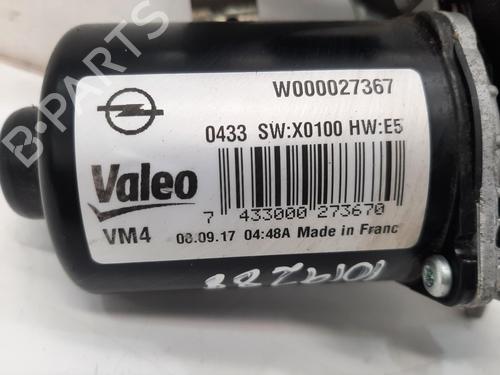 W000027367
0433 SW:X0100 HW:E5
Valeo
7 433000 273670
VM4 08.09.17 04:48A Made in Franc
B-PARTS